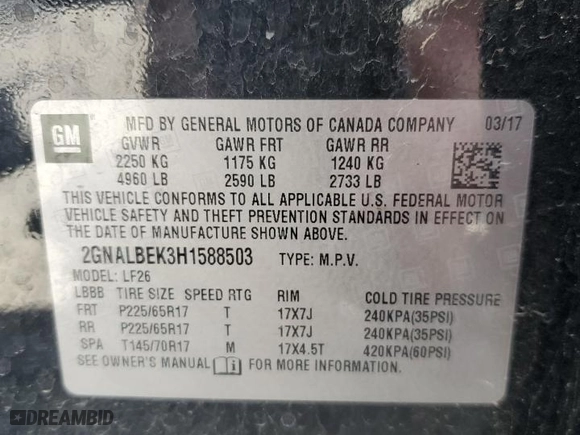 GM
MFD BY GENERAL MOTORS OF CANADA COMPANY 03/17
GVWR GAWR FRT GAWR RR
2250 KG 1175 KG 1240 KG
4960 LB 2590 LB 2733 LB
THIS VEHICLE CONFORMS TO ALL APPLICABLE U.S. FEDERAL MOTOR
VEHICLE SAFETY AND THEFT PREVENTION STANDARDS IN EFFECT ON
THE DATE OF MANUFACTURE SHOWN ABOVE.
2GNALBEK3H1588503 TYPE: M.P.V.
MODEL: LF26
LBBB TIRE SIZE SPEED RTG RIM COLD TIRE PRESSURE
FRT P225/65R17 T 17X7J 240KPA(35PSI)
RR P225/65R17 T 17X7J 240KPA(35PSI)
SPA T145/70R17 M 17X4.5T 420KPA(60PSI)
SEE OWNER'S MANUAL FOR MORE INFORMATION
DREAMBID